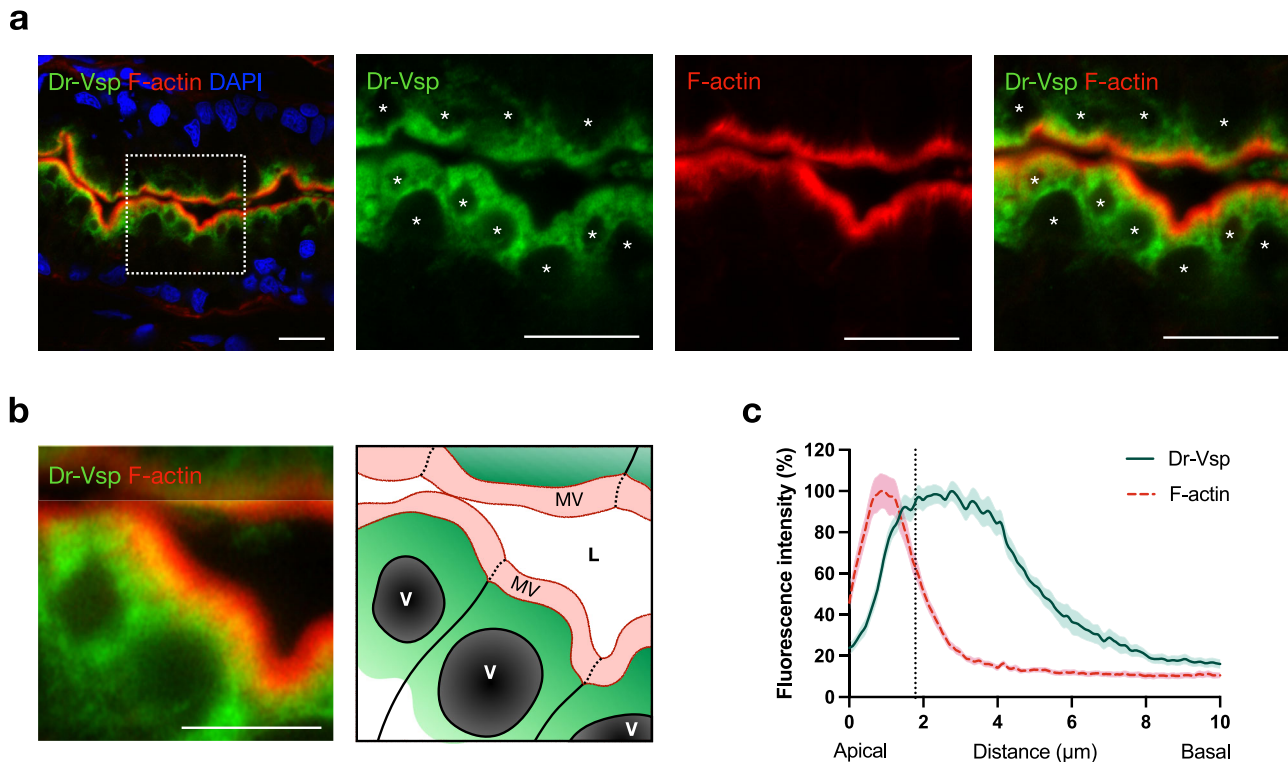 a
Dr-Vsp F-actin DAPI
Dr-Vsp
* * * *
* * * * * * *
F-actin
Dr-Vsp F-actin
* * * *
* * * * * * *
b
Dr-Vsp F-actin
MV
L
MV
V
V
V
c
Fluorescence intensity (%)
120
100
80
60
40
20
0
0 2 4 6 8 10
Apical Distance (µm) Basal
Dr-Vsp
F-actin